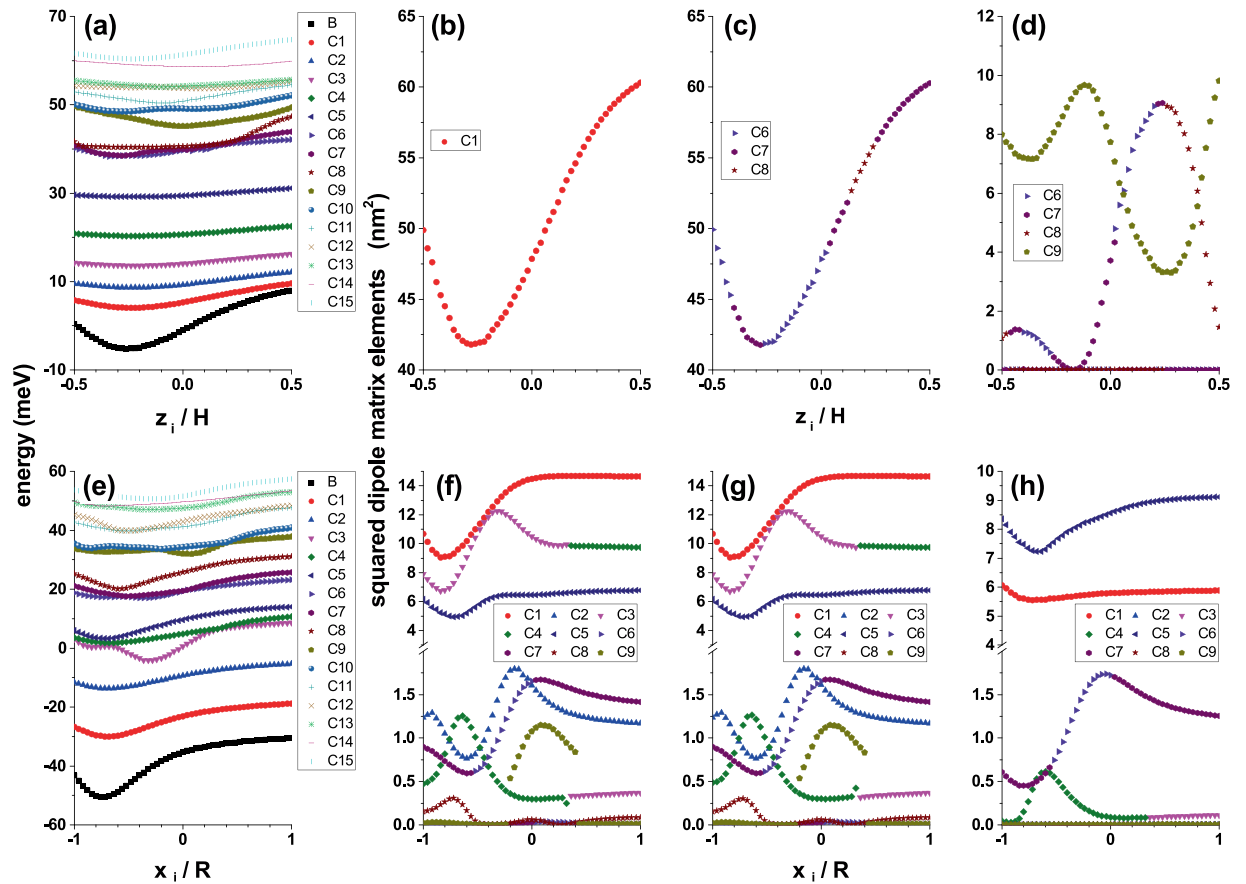 energy (meV)
squared dipole matrix elements (nm²)
(a)
70
50
30
10
-10
-0.5
0.0
0.5
z i / H
B
C1
C2
C3
C4
C5
C6
C7
C8
C9
C10
C11
C12
C13
C14
C15
(b)
65
60
55
50
45
40
-0.5
0.0
0.5
C1
(c)
65
60
55
50
45
40
-0.5
0.0
0.5
z i / H
C6
C7
C8
(d)
12
10
8
6
4
2
0
-0.5
0.0
0.5
C6
C7
C8
C9
(e)
60
40
20
0
-20
-40
-60
-1
0
1
x i / R
B
C1
C2
C3
C4
C5
C6
C7
C8
C9
C10
C11
C12
C13
C14
C15
(f)
14
12
10
8
6
4
1.5
1.0
0.5
0.0
-1
0
1
C1 C2 C3
C4 C5 C6
C7 C8 C9
(g)
14
12
10
8
6
4
1.5
1.0
0.5
0.0
-1
0
1
x i / R
C1 C2 C3
C4 C5 C6
C7 C8 C9
(h)
10
9
8
7
6
5
4
1.5
1.0
0.5
0.0
-1
0
1
C1 C2 C3
C4 C5 C6
C7 C8 C9